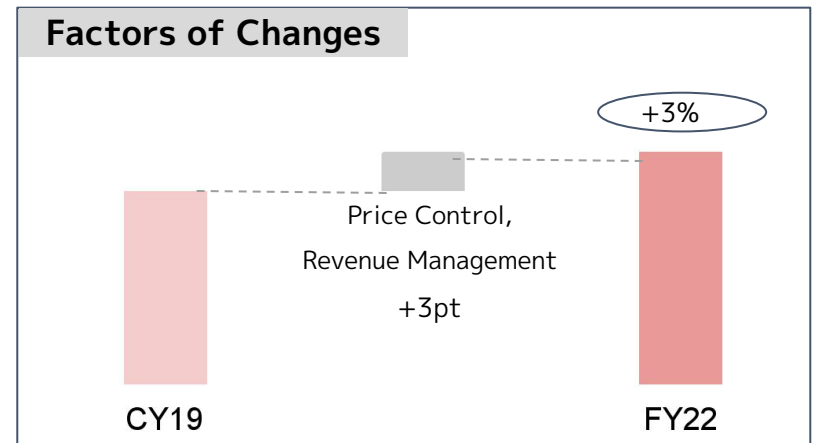 Factors of Changes
+3%
Price Control,
Revenue Management
+3pt
CY19
FY22